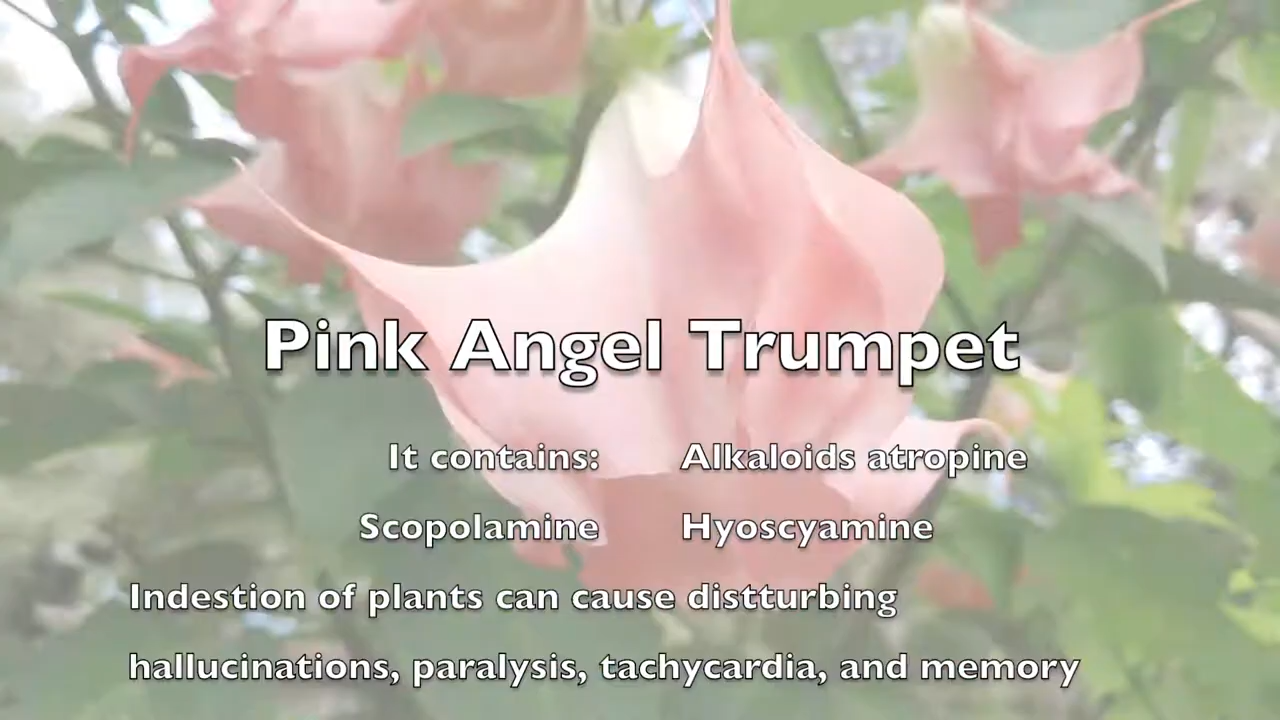 Pink Angel Trumpet
It contains: Alkaloids atropine
Scopolamine Hyoscyamine
Indestion of plants can cause distturbing
hallucinations, paralysis, tachycardia, and memory